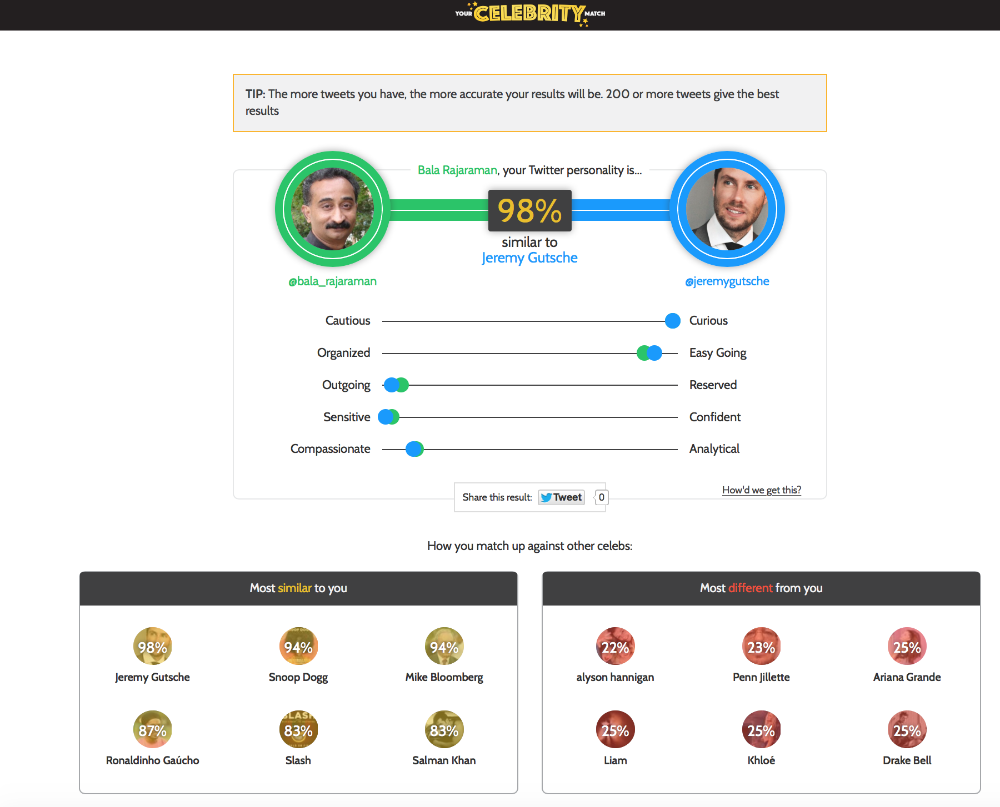 YOUR CELEBRITY MATCH
TIP: The more tweets you have, the more accurate your results will be. 200 or more tweets give the best
results
Bala Rajaraman, your Twitter personality is...
98%
similar to
Jeremy Gutsche
@bala_rajaraman
@jeremygutsche
Cautious Curious
Organized Easy Going
Outgoing Reserved
Sensitive Confident
Compassionate Analytical
How'd we get this?
Share this result: Tweet 0
How you match up against other celebs:
Most similar to you
98% 94% 94%
Jeremy Gutsche Snoop Dogg Mike Bloomberg
87% 83% 83%
Ronaldinho Gaúcho Slash Salman Khan
Most different from you
22% 23% 25%
alyson hannigan Penn Jillette Ariana Grande
25% 25% 25%
Liam Khloé Drake Bell